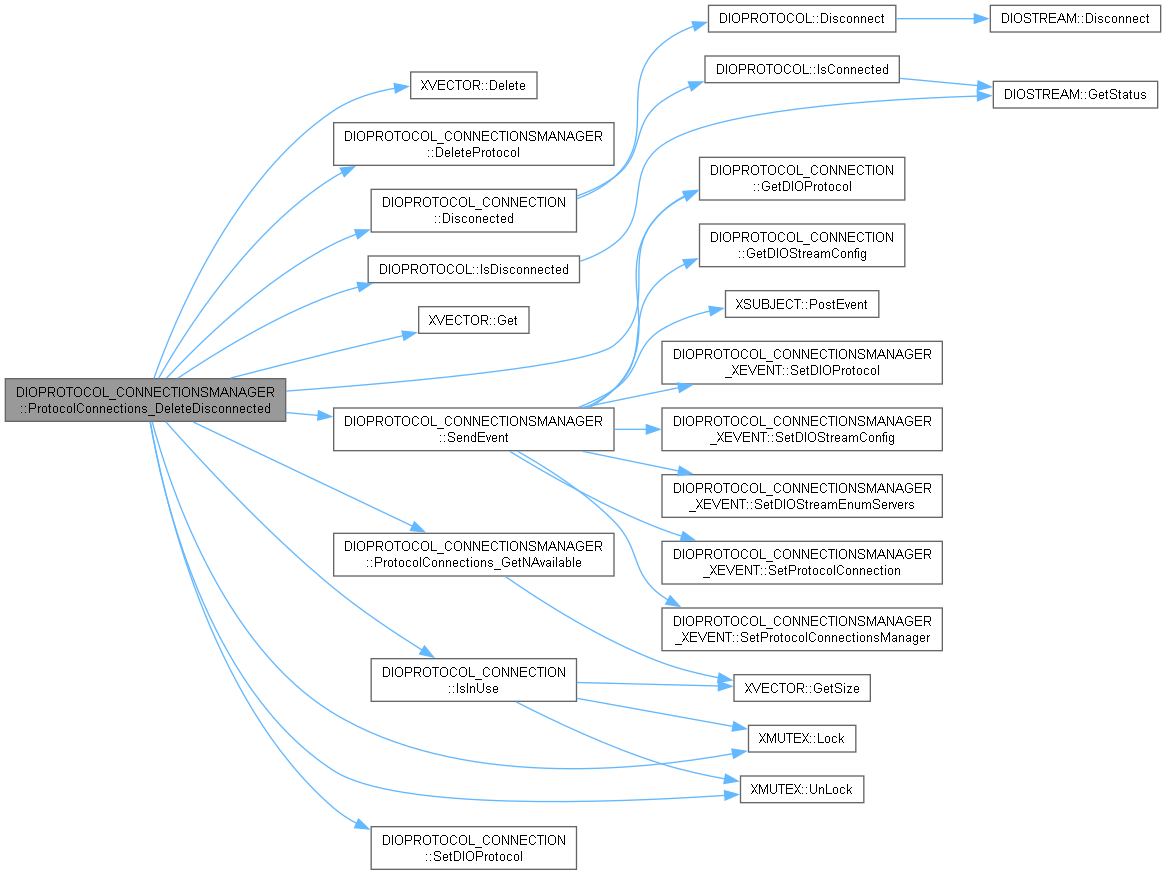 DIOPROTOCOL::Disconnect
DIOSTREAM::Disconnect
DIOPROTOCOL::IsConnected
XVECTOR::Delete
DIOSTREAM::GetStatus
DIOPROTOCOL_CONNECTIONSMANAGER
::DeleteProtocol
DIOPROTOCOL_CONNECTION
::GetDIOProtocol
DIOPROTOCOL_CONNECTION
::Disconected
DIOPROTOCOL_CONNECTION
::GetDIOStreamConfig
DIOPROTOCOL::IsDisconnected
XSUBJECT::PostEvent
XVECTOR::Get
DIOPROTOCOL_CONNECTIONSMANAGER
_XEVENT::SetDIOProtocol
DIOPROTOCOL_CONNECTIONSMANAGER
::ProtocolConnections_DeleteDisconnected
DIOPROTOCOL_CONNECTIONSMANAGER
::SendEvent
DIOPROTOCOL_CONNECTIONSMANAGER
_XEVENT::SetDIOStreamConfig
DIOPROTOCOL_CONNECTIONSMANAGER
_XEVENT::SetDIOStreamEnumServers
DIOPROTOCOL_CONNECTIONSMANAGER
::ProtocolConnections_GetNAvailable
DIOPROTOCOL_CONNECTIONSMANAGER
_XEVENT::SetProtocolConnection
DIOPROTOCOL_CONNECTIONSMANAGER
_XEVENT::SetProtocolConnectionsManager
DIOPROTOCOL_CONNECTION
::IsInUse
XVECTOR::GetSize
XMUTEX::Lock
XMUTEX::UnLock
DIOPROTOCOL_CONNECTION
::SetDIOProtocol